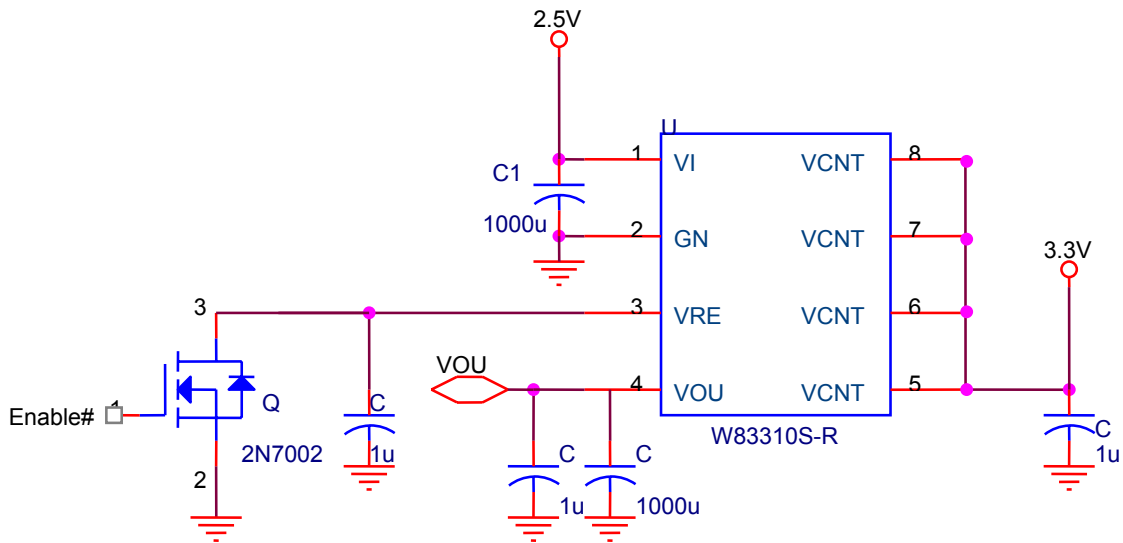 2.5V
U
1 VI VCNT 8
C1
1000u
2 GN VCNT 7
3.3V
3
3 VRE VCNT 6
VOU
4 VOU VCNT 5
Enable# 1
Q
C
2N7002
1u
W83310S-R
C
1u
2
C
1u
C
1000u